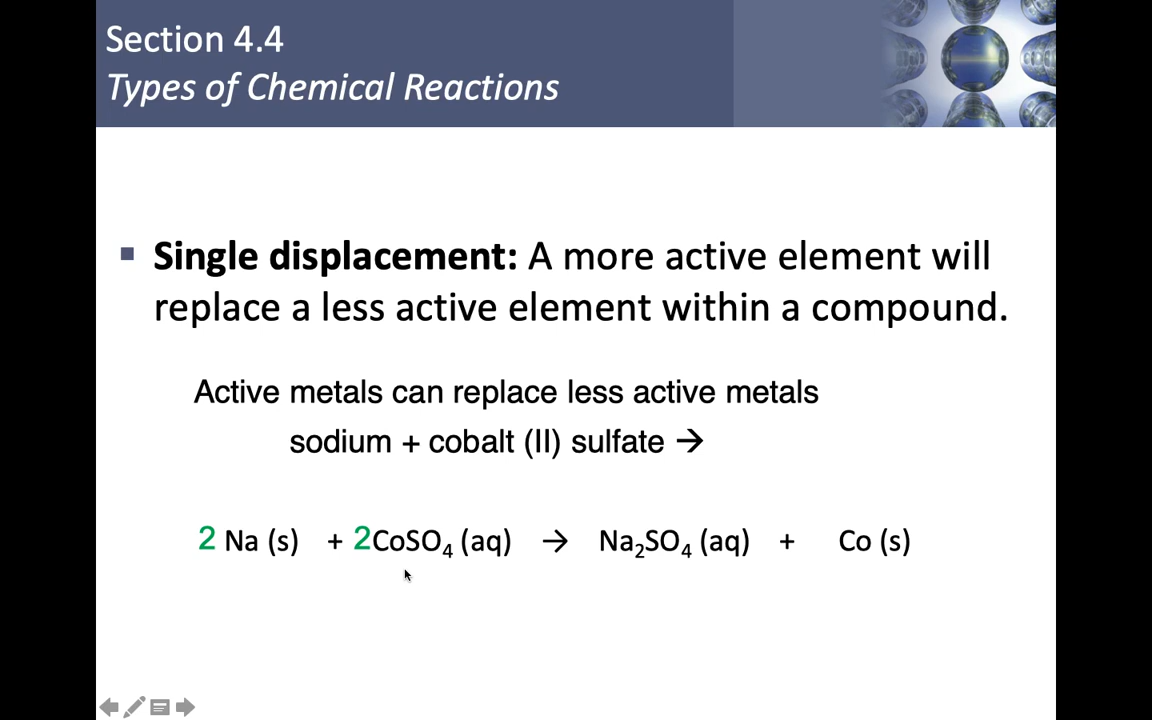 Section 4.4
Types of Chemical Reactions
Single displacement: A more active element will
replace a less active element within a compound.
Active metals can replace less active metals
sodium + cobalt (II) sulfate →
2 Na (s) + 2CoSO₄ (aq) → Na₂SO₄ (aq) + Co (s)